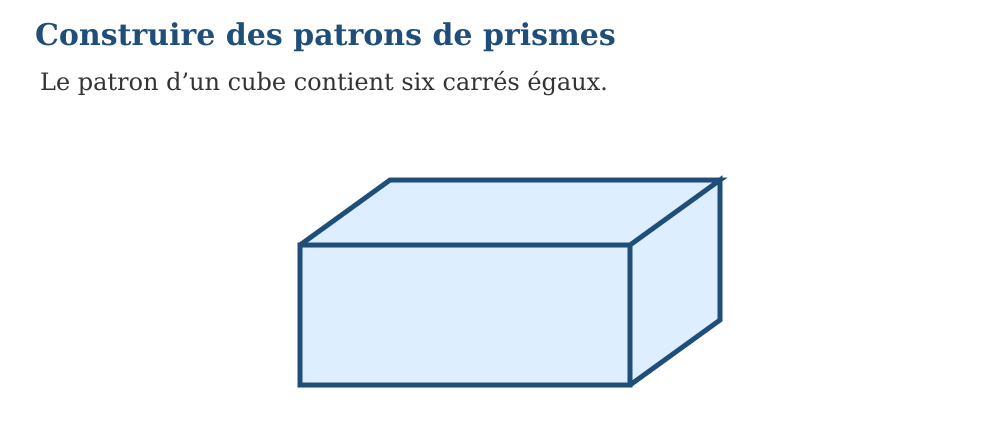 Construire des patrons de prismes
Le patron d’un cube contient six carrés égaux.